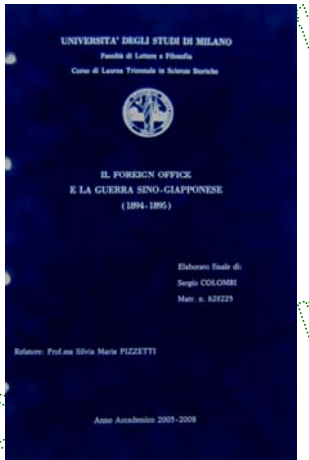 UNIVERSITA' DEGLI STUDI DI MILANO
Facoltà di Lettere e Filosofia
Corso di Laurea Triennale in Scienze Storiche
IL FOREIGN OFFICE
E LA GUERRA SINO-GIAPPONESE
(1894-1895)
Elaborato finale di:
Sergio COLOMBI
Matr. n. 628225
Relatore: Prof.ssa Silvia Maria PIZZETTI
Anno Accademico 2005-2006